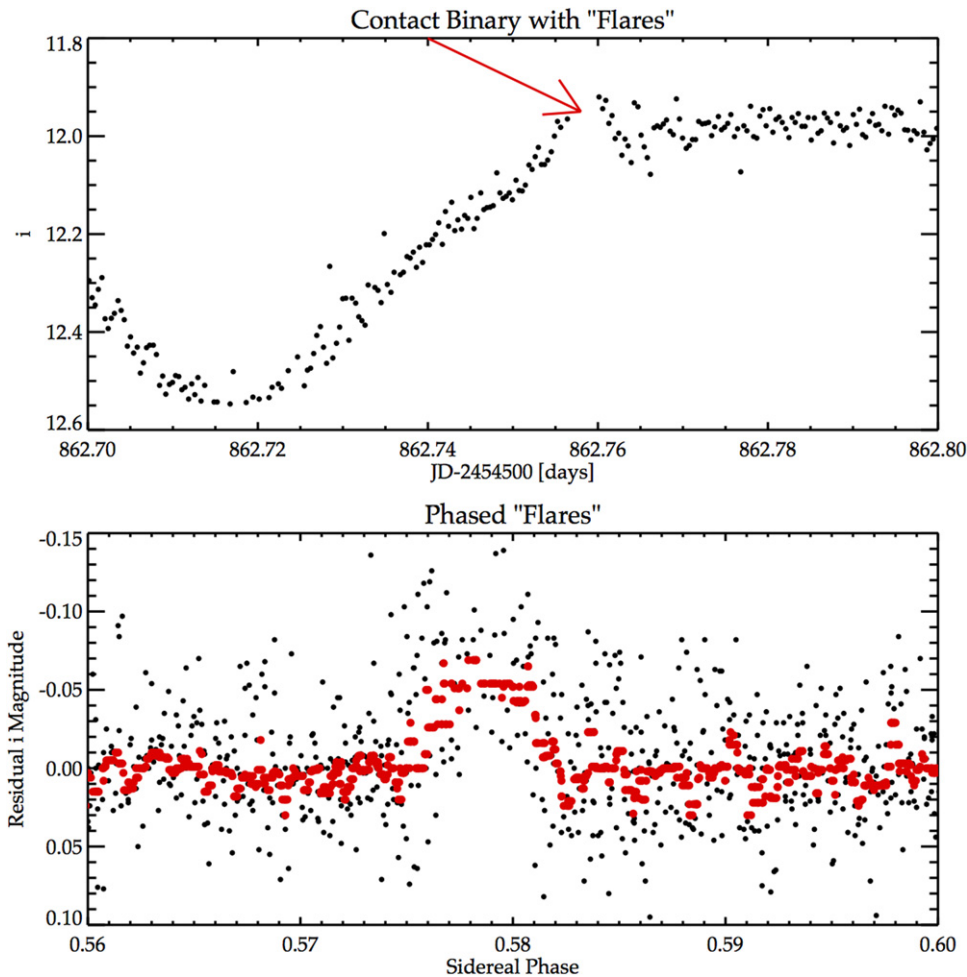 Contact Binary with "Flares"
11.8
12.0
12.2
12.4
12.6
i
862.70 862.72 862.74 862.76 862.78 862.80
JD-2454500 [days]
Phased "Flares"
-0.15
-0.10
-0.05
0.00
0.05
0.10
Residual i Magnitude
0.56 0.57 0.58 0.59 0.60
Sidereal Phase